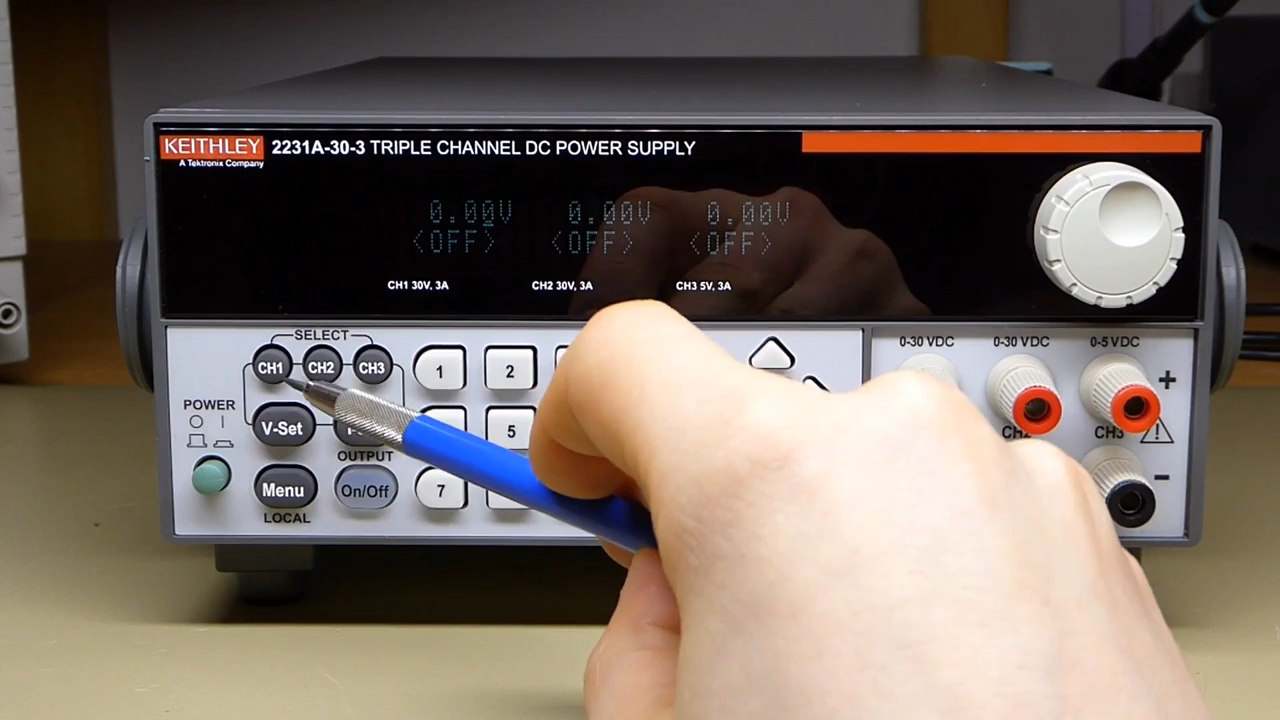 KEITHLEY 2231A-30-3 TRIPLE CHANNEL DC POWER SUPPLY
A Tektronix Company
0.00V 0.00V 0.00V
<OFF> <OFF> <OFF>
CH1 30V, 3A CH2 30V, 3A CH3 5V, 3A
SELECT
CH1 CH2 CH3
1 2
0-30 VDC 0-30 VDC 0-5 VDC
+
POWER
V-Set
5
CH3
OUTPUT
Menu On/Off
7
-
LOCAL